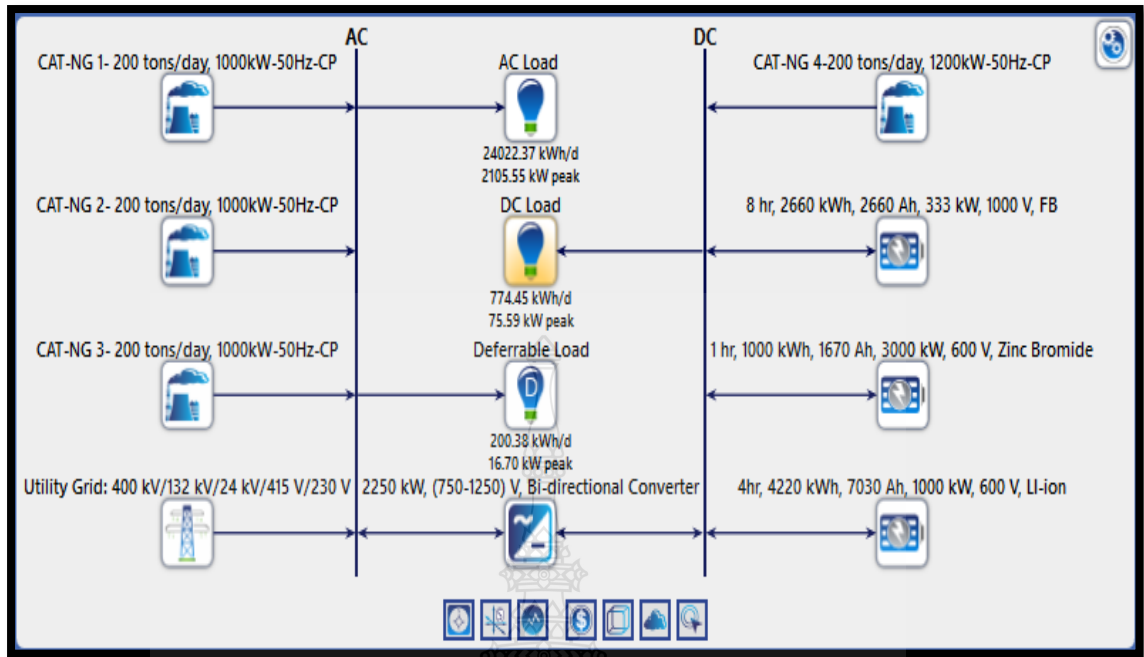 AC
DC
CAT-NG 1- 200 tons/day, 1000kW-50Hz-CP
AC Load
CAT-NG 4-200 tons/day, 1200kW-50Hz-CP
24022.37 kWh/d
2105.55 kW peak
CAT-NG 2- 200 tons/day, 1000kW-50Hz-CP
DC Load
8 hr, 2660 kWh, 2660 Ah, 333 kW, 1000 V, FB
774.45 kWh/d
75.59 kW peak
CAT-NG 3- 200 tons/day, 1000kW-50Hz-CP
Deferrable Load
1 hr, 1000 kWh, 1670 Ah, 3000 kW, 600 V, Zinc Bromide
D
200.38 kWh/d
16.70 kW peak
Utility Grid: 400 kV/132 kV/24 kV/415 V/230 V
2250 kW, (750-1250) V, Bi-directional Converter
4hr, 4220 kWh, 7030 Ah, 1000 kW, 600 V, LI-ion